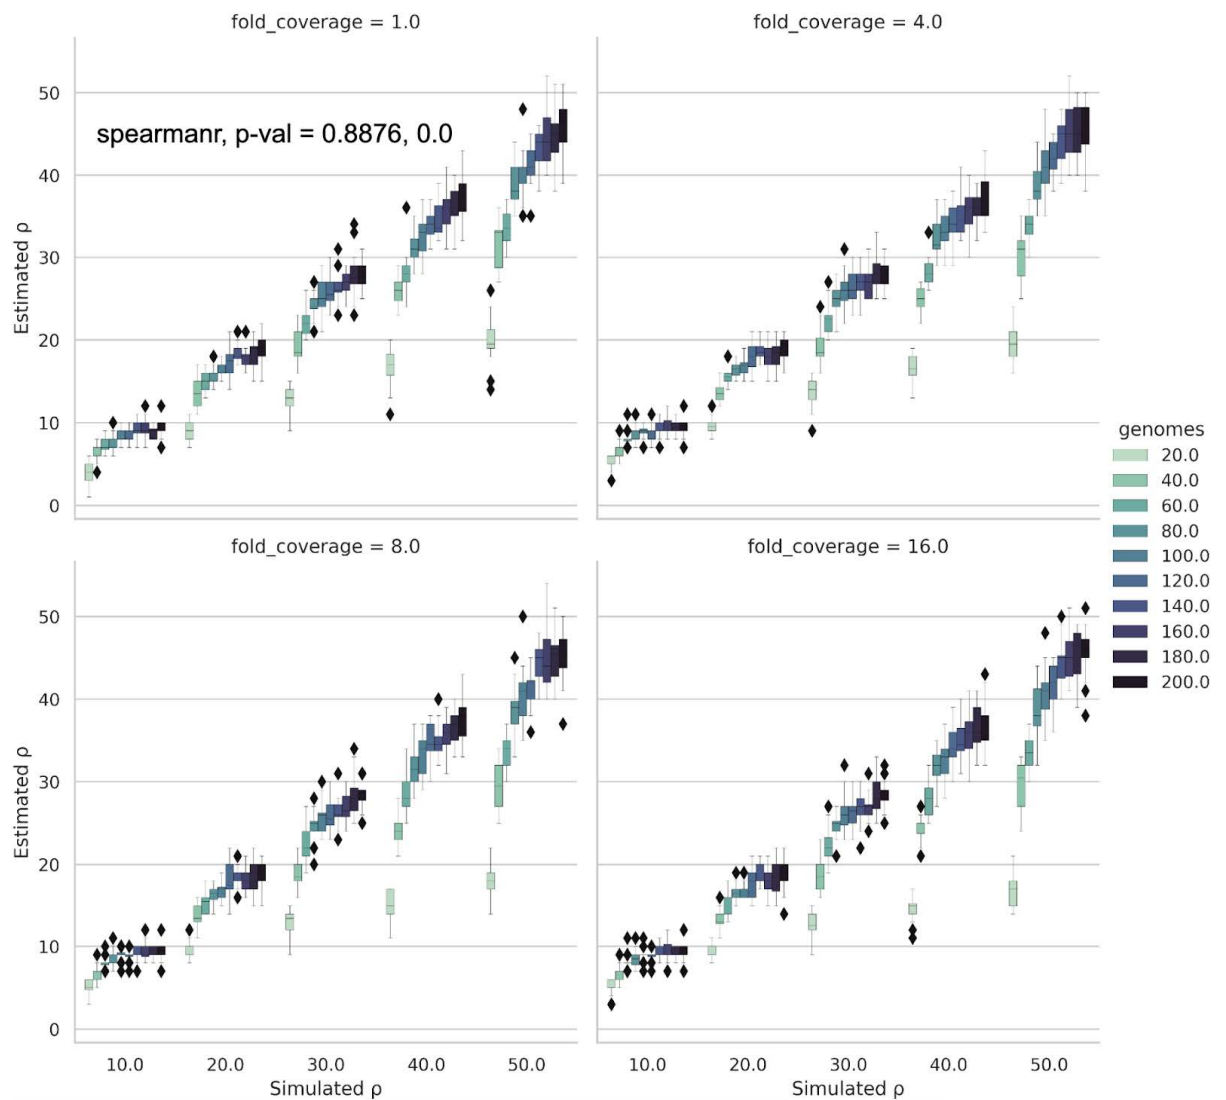 fold_coverage = 1.0
fold_coverage = 4.0
50
40
30
20
10
0
Estimated ρ
spearmanr, p-val = 0.8876, 0.0
genomes
20.0
40.0
60.0
80.0
100.0
120.0
140.0
160.0
180.0
200.0
fold_coverage = 8.0
fold_coverage = 16.0
50
40
30
20
10
0
Estimated ρ
10.0 20.0 30.0 40.0 50.0
Simulated ρ
10.0 20.0 30.0 40.0 50.0
Simulated ρ